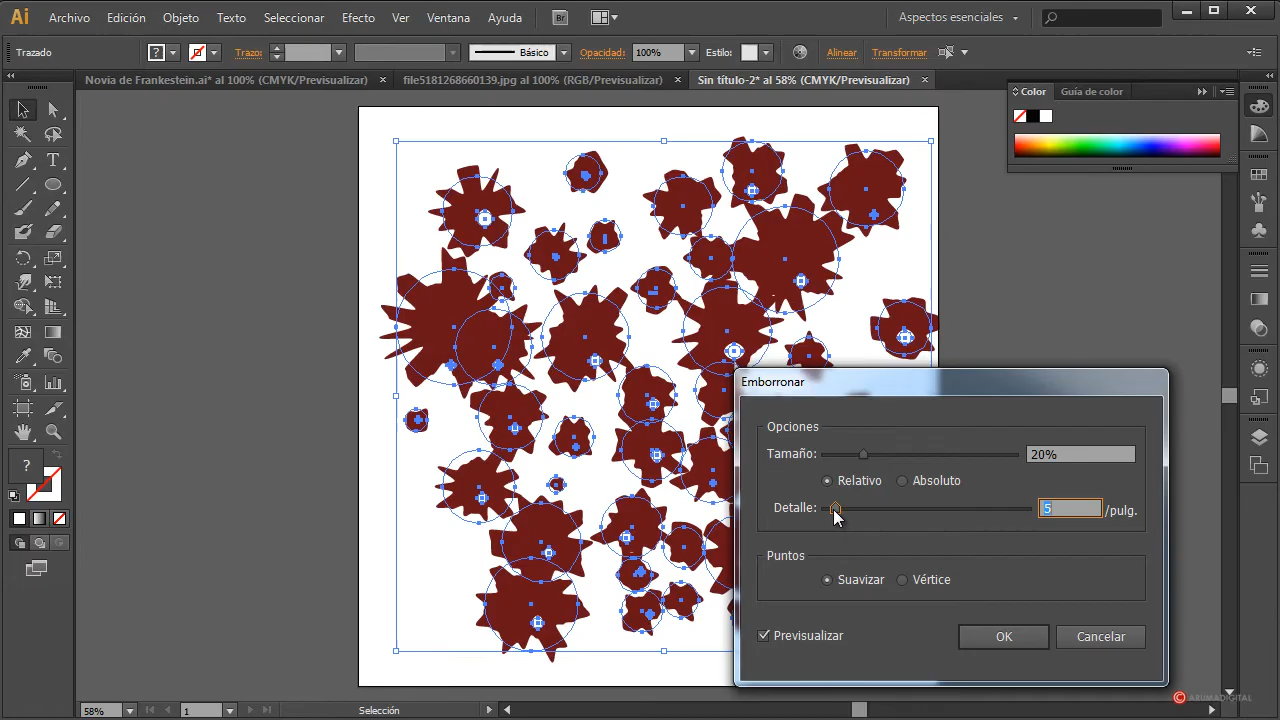 Ai Archivo Edición Objeto Texto Seleccionar Efecto Ver Ventana Ayuda Br Aspectos esenciales
Trazado ? Trazo: Básico Opacidad: 100% Estilo: Alinear Transformar
Novia de Frankestein.ai* al 100% (CMYK/Previsualizar) × file5181268660139.jpg al 100% (RGB/Previsualizar) × Sin título-2* al 58% (CMYK/Previsualizar) ×
Color Guía de color
T
?
Emborronar
Opciones
Tamaño: 20%
Relativo Absoluto
Detalle: 5 /pulg.
Puntos
Suavizar Vértice
Previsualizar OK Cancelar
© AZUMADIGITAL
58% 1 Selección